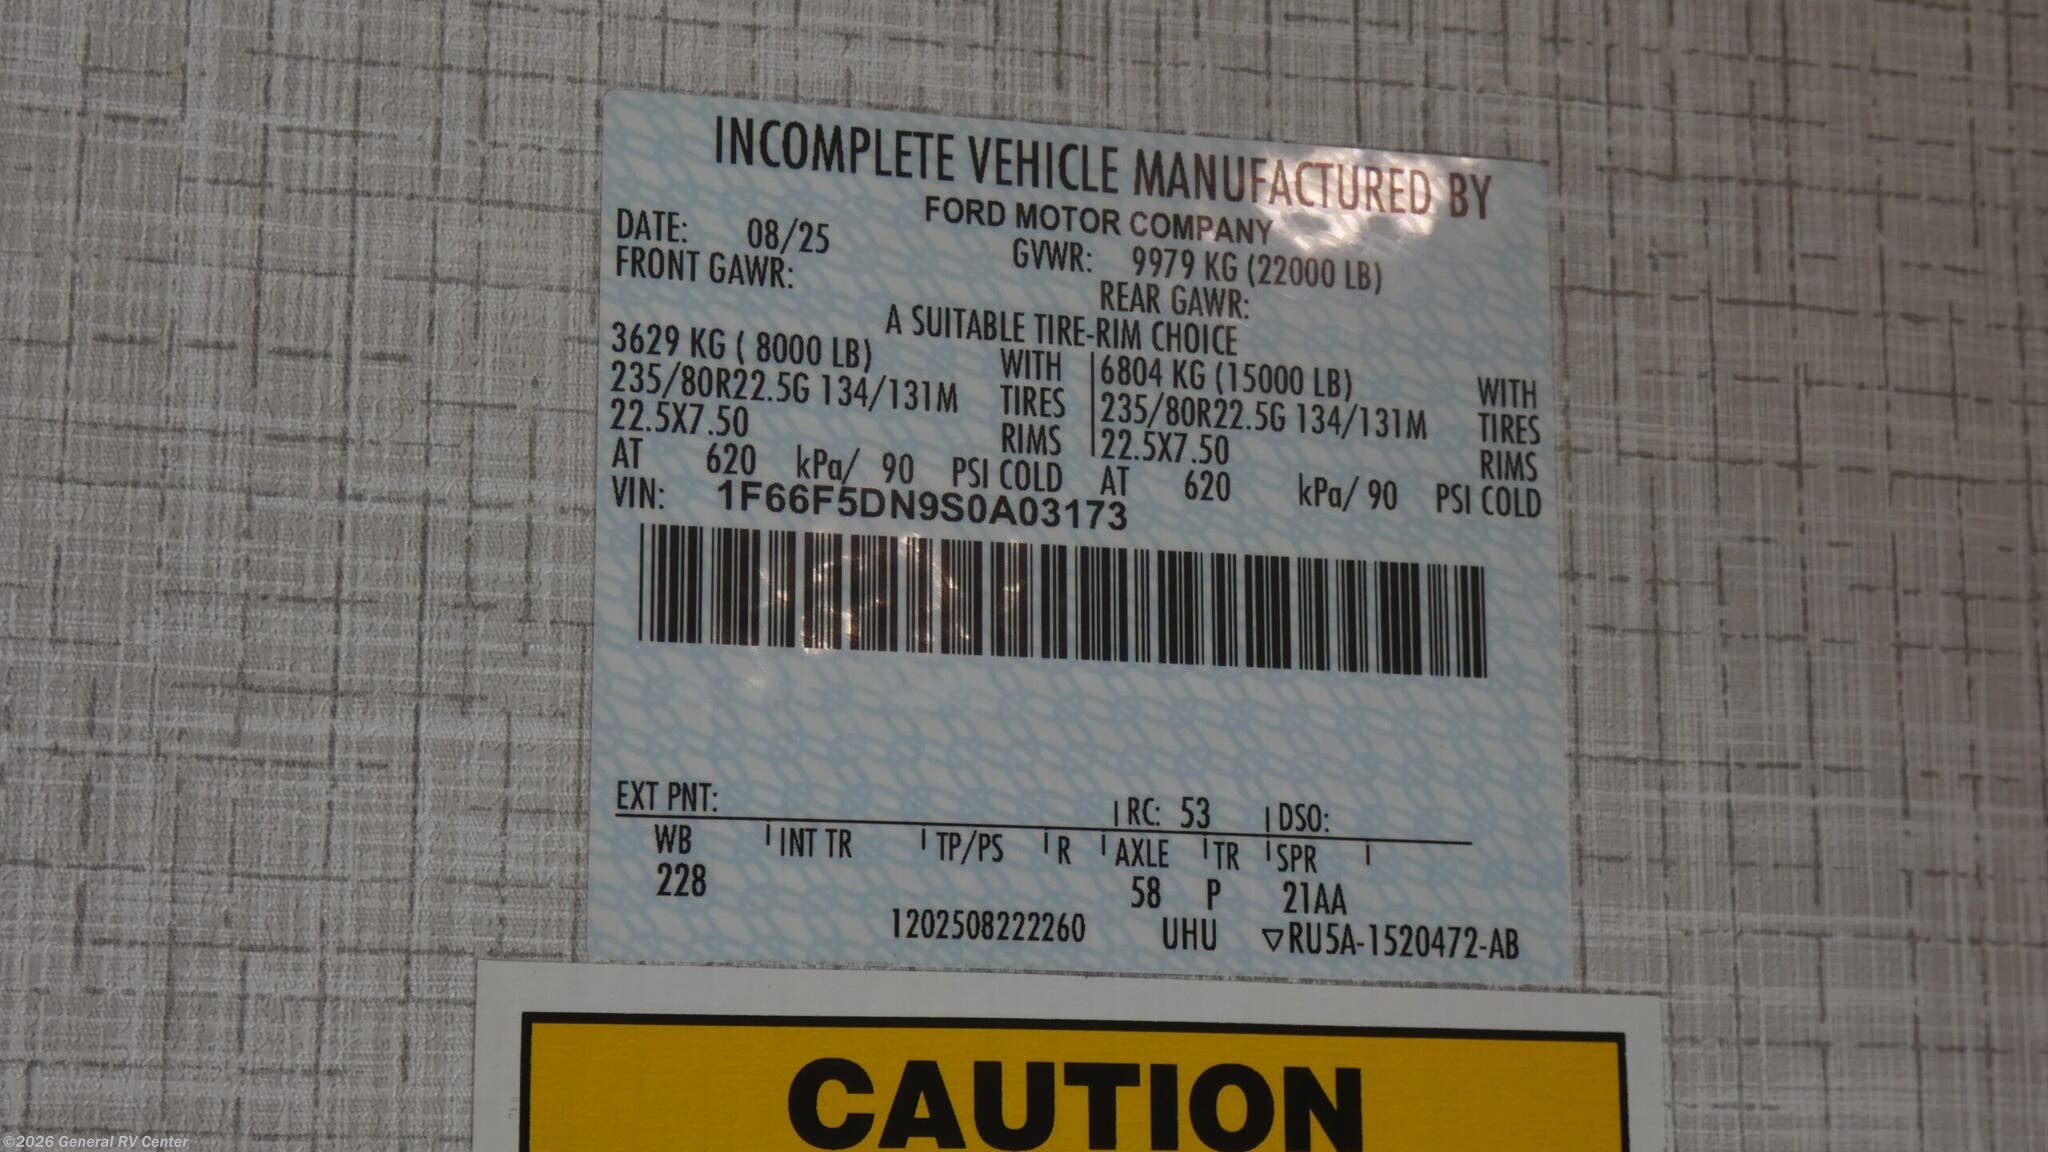 INCOMPLETE VEHICLE MANUFACTURED BY
FORD MOTOR COMPANY
DATE: 08/25 GVWR: 9979 KG (22000 LB)
FRONT GAWR: REAR GAWR:
A SUITABLE TIRE-RIM CHOICE
3629 KG ( 8000 LB) WITH 6804 KG (15000 LB) WITH
235/80R22.5G 134/131M TIRES 235/80R22.5G 134/131M TIRES
22.5X7.50 RIMS 22.5X7.50 RIMS
AT 620 kPa/ 90 PSI COLD AT 620 kPa/ 90 PSI COLD
VIN: 1F66F5DN9S0A03173
EXT PNT: RC: 53 DSO:
WB INT TR TP/PS R AXLE TR SPR
228 58 P 21AA
1202508222260 UHU ▽RU5A-1520472-AB
CAUTION
©2026 General RV Center